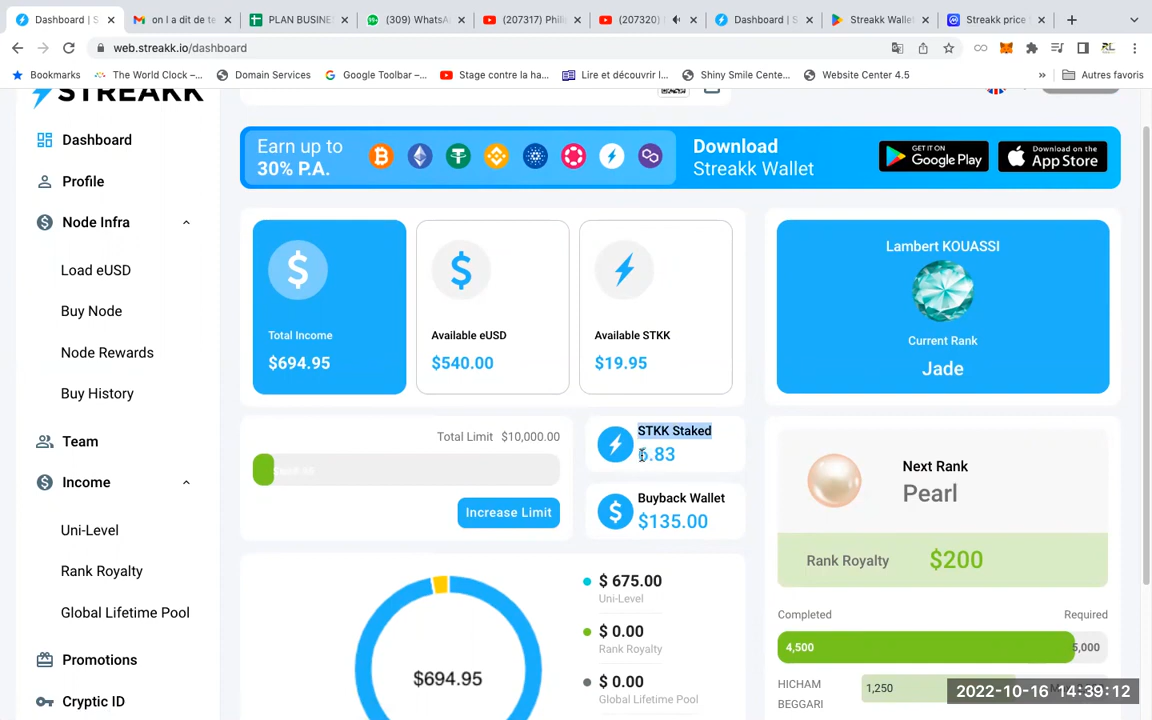 Dashboard | S
on l a dit de te
PLAN BUSINE
(309) WhatsA
(207317) Phili
(207320)
Dashboard | S
Streakk Wallet
Streakk price
web.streakk.io/dashboard
Bookmarks
The World Clock –...
Domain Services
Google Toolbar –...
Stage contre la ha...
Lire et découvrir l'...
Shiny Smile Cente...
Website Center 4.5
»
Autres favoris
STREAKK
Dashboard
Profile
Node Infra
Load eUSD
Buy Node
Node Rewards
Buy History
Team
Income
Uni-Level
Rank Royalty
Global Lifetime Pool
Promotions
Cryptic ID
Earn up to
30% P.A.
Download
Streakk Wallet
GET IT ON
Google Play
Download on the
App Store
Total Income
$694.95
Available eUSD
$540.00
Available STKK
$19.95
Lambert KOUASSI
Current Rank
Jade
Total Limit $10,000.00
Increase Limit
STKK Staked
6.83
Buyback Wallet
$135.00
Next Rank
Pearl
Rank Royalty $200
Completed Required
4,500 5,000
HICHAM
BEGGARI
1,250
$694.95
$ 675.00
Uni-Level
$ 0.00
Rank Royalty
$ 0.00
Global Lifetime Pool
2022-10-16 14:39:12